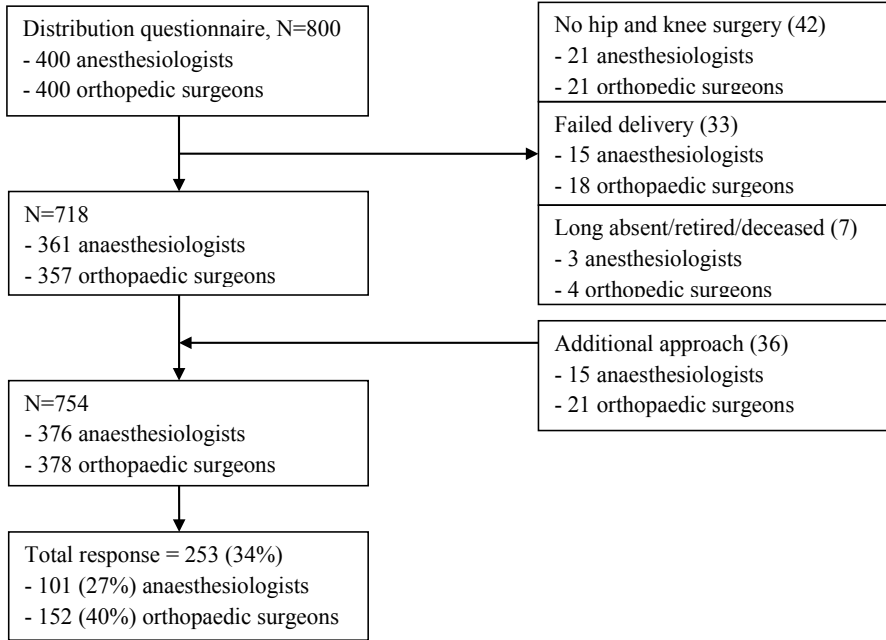 Distribution questionnaire, N=800
- 400 anesthesiologists
- 400 orthopedic surgeons
No hip and knee surgery (42)
- 21 anesthesiologists
- 21 orthopedic surgeons
Failed delivery (33)
- 15 anaesthesiologists
- 18 orthopaedic surgeons
N=718
- 361 anaesthesiologists
- 357 orthopaedic surgeons
Long absent/retired/deceased (7)
- 3 anesthesiologists
- 4 orthopedic surgeons
Additional approach (36)
- 15 anaesthesiologists
- 21 orthopaedic surgeons
N=754
- 376 anaesthesiologists
- 378 orthopaedic surgeons
Total response = 253 (34%)
- 101 (27%) anaesthesiologists
- 152 (40%) orthopaedic surgeons